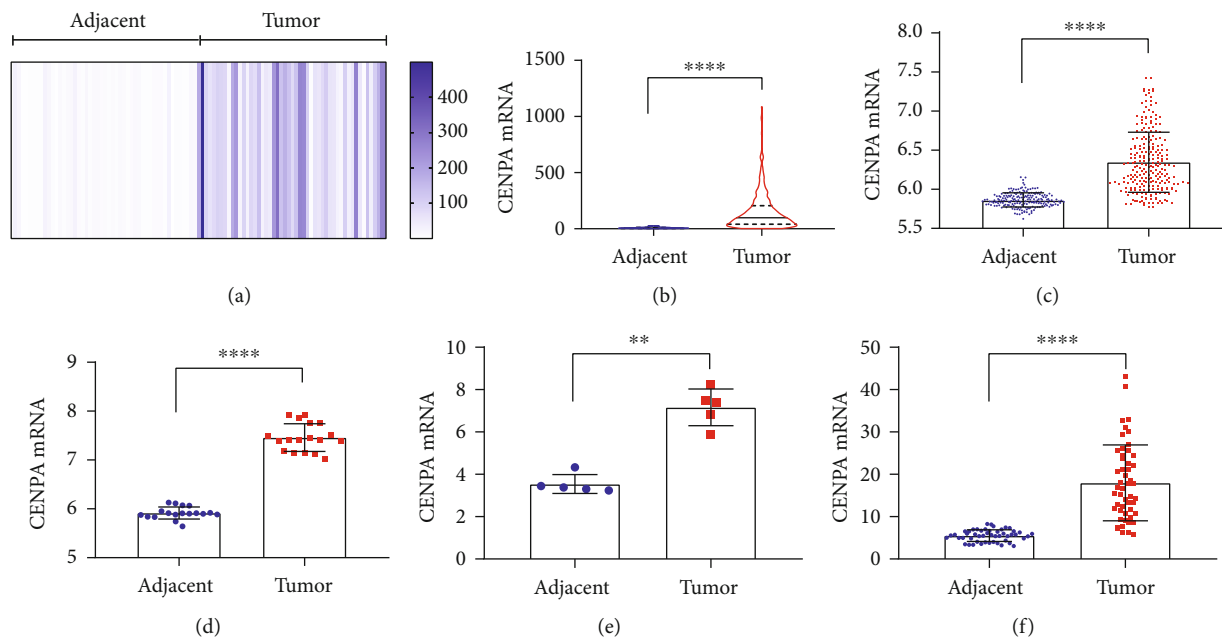 Adjacent Tumor
400
300
200
100
(a)
CENPA mRNA
1500
1000
500
0
****
Adjacent Tumor
(b)
CENPA mRNA
8.0
7.5
7.0
6.5
6.0
5.5
****
Adjacent Tumor
(c)
CENPA mRNA
9
8
7
6
5
****
Adjacent Tumor
(d)
CENPA mRNA
10
8
6
4
2
0
**
Adjacent Tumor
(e)
CENPA mRNA
50
40
30
20
10
0
****
Adjacent Tumor
(f)